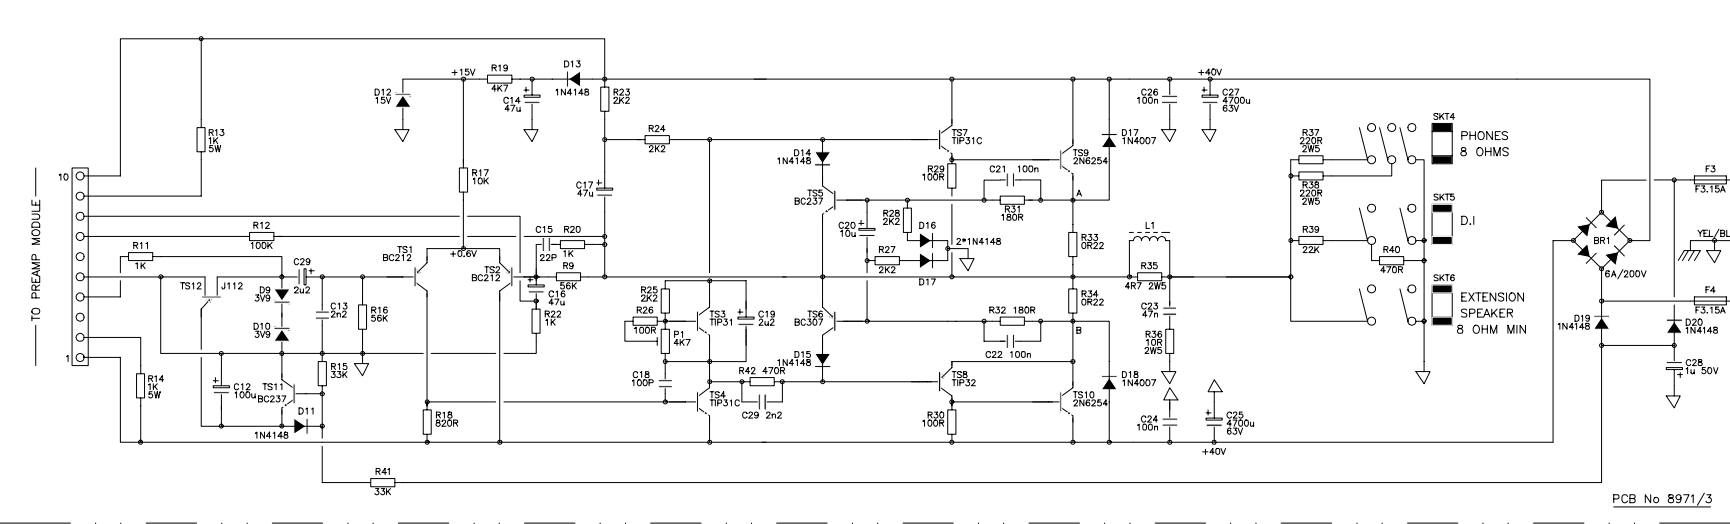 TO PREAMP MODULE
10
1
R13
1K
5W
R12
100K
R11
1K
R14
1K
5W
TS12
J112
D9
3V9
D10
3V9
C29
2u2
C13
2n2
R16
56K
C12
100u
TS11
BC237
D11
1N4148
R15
33K
R41
33K
D12
15V
+15V
R19
4K7
C14
47u
D13
1N4148
R17
10K
TS1
BC212
+0.6V
TS2
BC212
C15
22P
R20
1K
R9
56K
C16
47u
R22
1K
R18
820R
R23
2K2
R24
2K2
C17
47u
R25
2K2
R26
100R
P1
4K7
C18
100P
TS3
TIP31
C19
2u2
TS4
TIP31C
R42 470R
C29 2n2
D14
1N4148
TS5
BC237
TS6
BC307
D15
1N4148
C20
10u
R28
2K2
D16
2*1N4148
R27
2K2
D17
TS7
TIP31C
R29
100R
C21 100n
R31
180R
TS9
2N6254
A
D17
1N4007
R33
0R22
R34
0R22
B
R32 180R
C22 100n
TS8
TIP32
R30
100R
TS10
2N6254
D18
1N4007
C26
100n
+40V
C27
4700u
63V
L1
R35
4R7 2W5
C23
47n
R36
10R
2W5
C24
100n
C25
4700u
63V
+40V
R37
220R
2W5
R38
220R
2W5
R39
22K
R40
470R
SKT4
PHONES
8 OHMS
SKT5
D.I
SKT6
EXTENSION
SPEAKER
8 OHM MIN
BR1
6A/200V
F3
F3.15A
YEL/BL
F4
F3.15A
D19
1N4148
D20
1N4148
C28
1u 50V
PCB No 8971/3